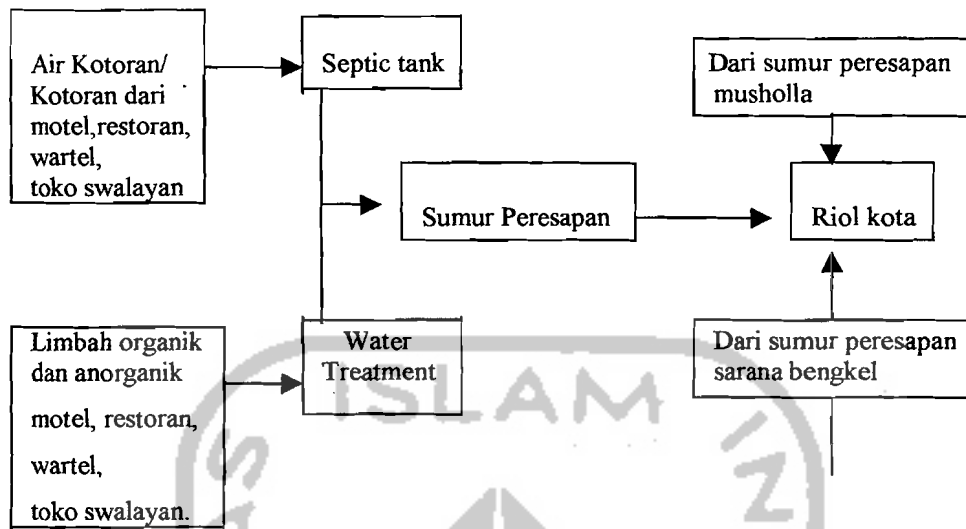 Air Kotoran/
Kotoran dari
motel,restoran,
wartel,
toko swalayan
Septic tank
Dari sumur peresapan
musholla
Sumur Peresapan
Riol kota
Limbah organik
dan anorganik
motel, restoran,
wartel,
toko swalayan.
Water
Treatment
Dari sumur peresapan
sarana bengkel
ISLAM